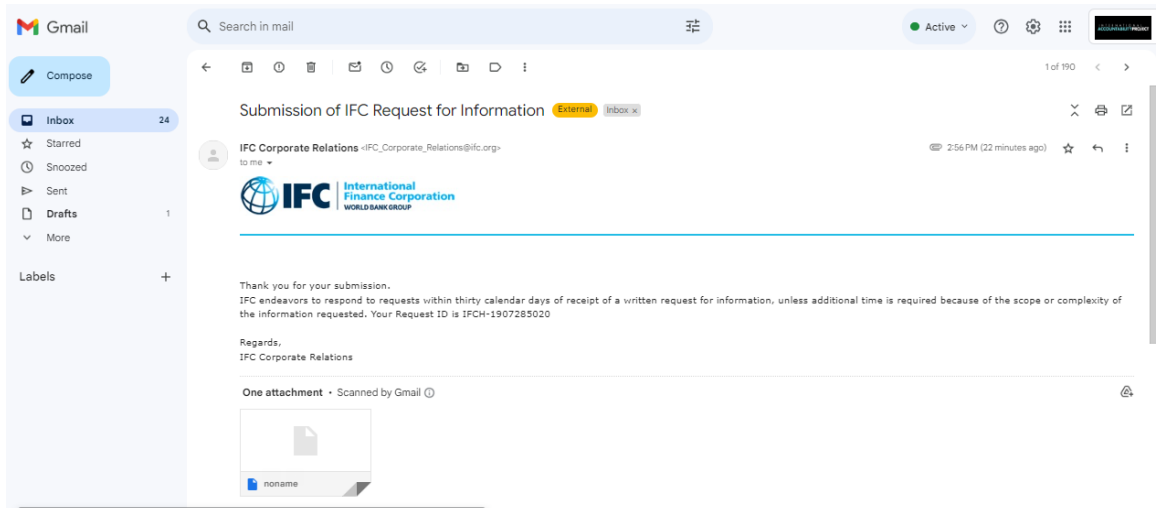 Gmail
Search in mail
Active
Compose
1 of 190
Submission of IFC Request for Information External Inbox x
Inbox 24
Starred
IFC Corporate Relations <IFC_Corporate_Relations@ifc.org>
2:56 PM (22 minutes ago)
to me
Snoozed
Sent
Drafts 1
More
Labels +
IFC International Finance Corporation
WORLD BANK GROUP
Thank you for your submission.
IFC endeavors to respond to requests within thirty calendar days of receipt of a written request for information, unless additional time is required because of the scope or complexity of
the information requested. Your Request ID is IFCH-1907285020
Regards,
IFC Corporate Relations
One attachment • Scanned by Gmail
noname